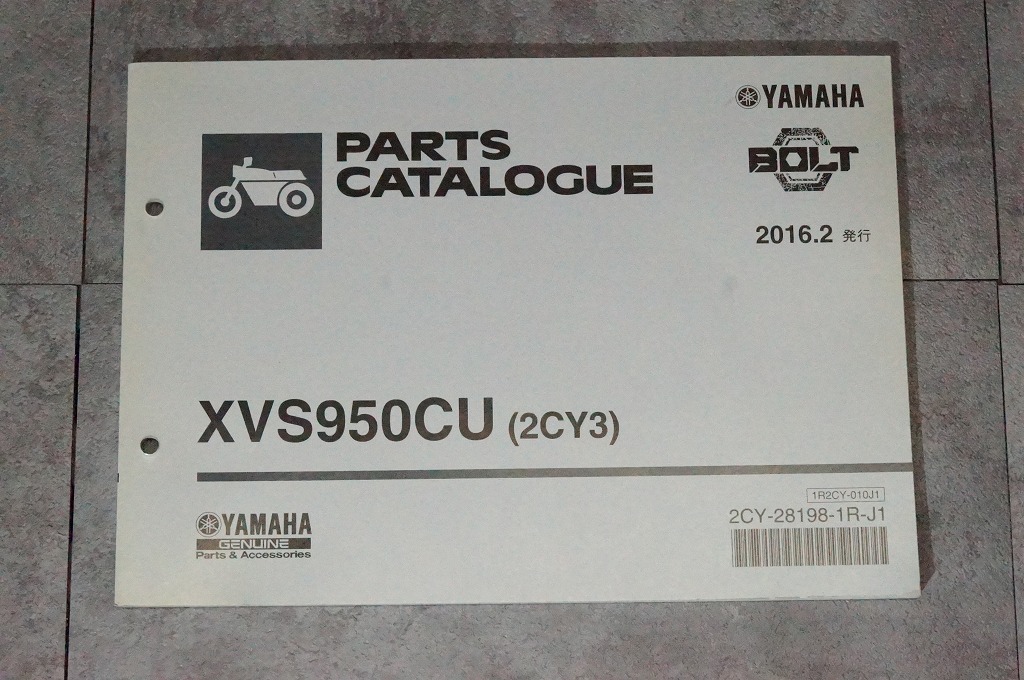 YAMAHA
PARTS
CATALOGUE
BOLT
2016.2 発行
XVS950CU (2CY3)
1R2CY-010J1
2CY-28198-1R-J1
YAMAHA
GENUINE
Parts & Accessories